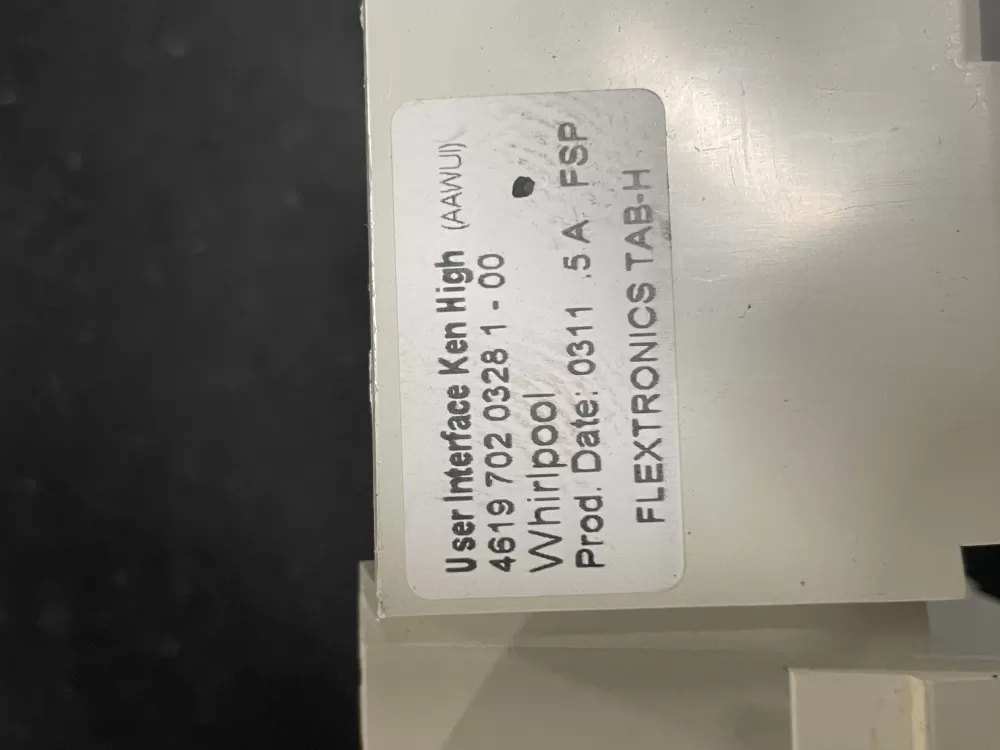 User Interface Ken High (AAWUI)
4619 702 0328 1 - 00
Whirlpool
Prod. Date: 0311 .5 A FSP
FLEXTRONICS TAB-H